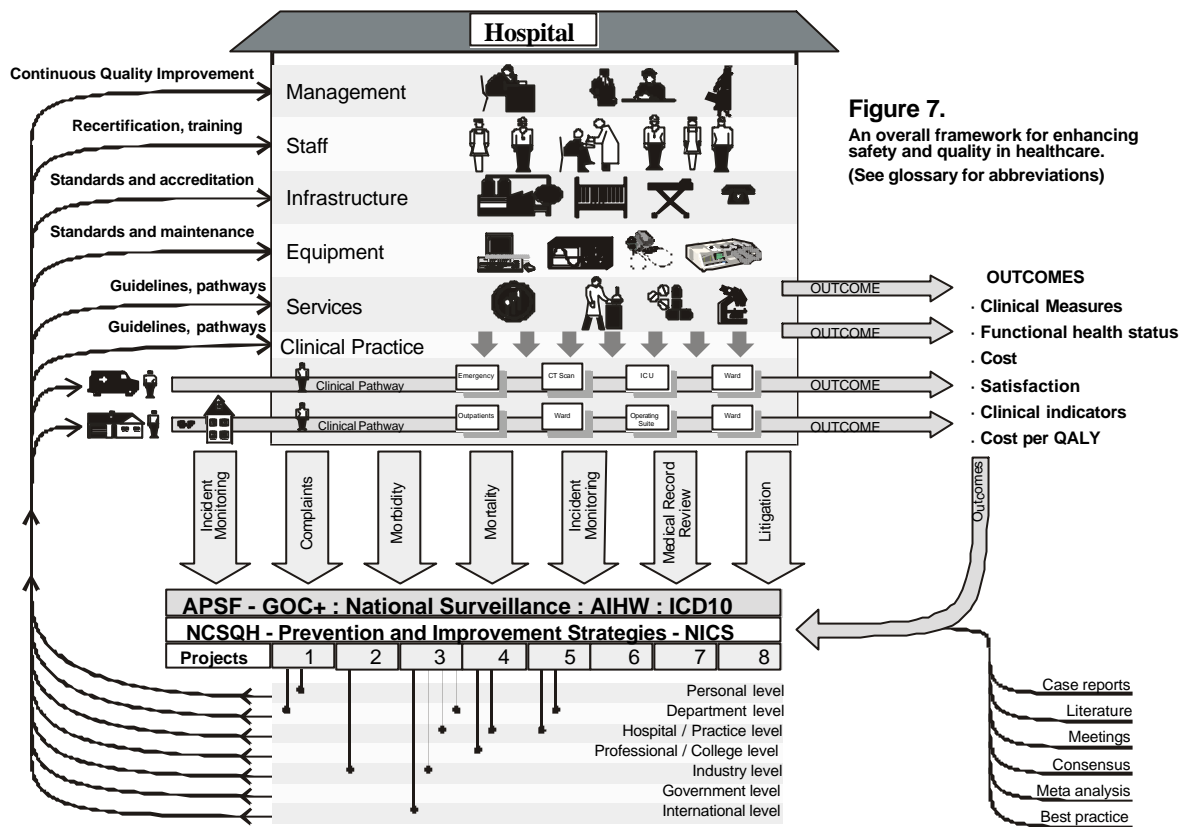 Hospital
Continuous Quality Improvement
Management
Recertification, training
Staff
Standards and accreditation
Infrastructure
Standards and maintenance
Equipment
Guidelines, pathways
Services
Guidelines, pathways
Clinical Practice
Figure 7.
An overall framework for enhancing
safety and quality in healthcare.
(See glossary for abbreviations)
OUTCOME
OUTCOME
Clinical Pathway
Emergency
CT Scan
ICU
Ward
OUTCOME
Clinical Pathway
Outpatients
Ward
Operating
Suite
Ward
OUTCOME
OUTCOMES
· Clinical Measures
· Functional health status
· Cost
· Satisfaction
· Clinical indicators
· Cost per QALY
Outcomes
Incident
Monitoring
Complaints
Morbidity
Mortality
Incident
Monitoring
Medical Record
Review
Litigation
APSF - GOC+ : National Surveillance : AIHW : ICD10
NCSQH - Prevention and Improvement Strategies - NICS
Projects 1 2 3 4 5 6 7 8
Personal level
Department level
Hospital / Practice level
Professional / College level
Industry level
Government level
International level
Case reports
Literature
Meetings
Consensus
Meta analysis
Best practice